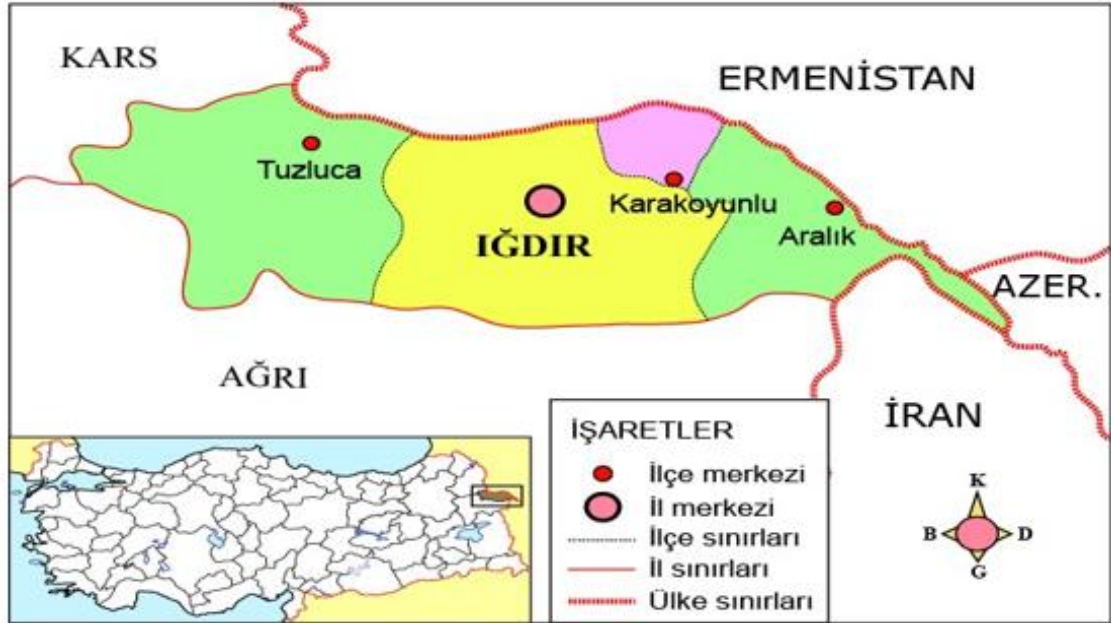 KARS
ERMENİSTAN
Tuzluca
Karakoyunlu
IĞDIR
Aralık
AZER.
AĞRI
İRAN
İŞARETLER
İlçe merkezi
İl merkezi
İlçe sınırları
İl sınırları
Ülke sınırları
K
B
D
G